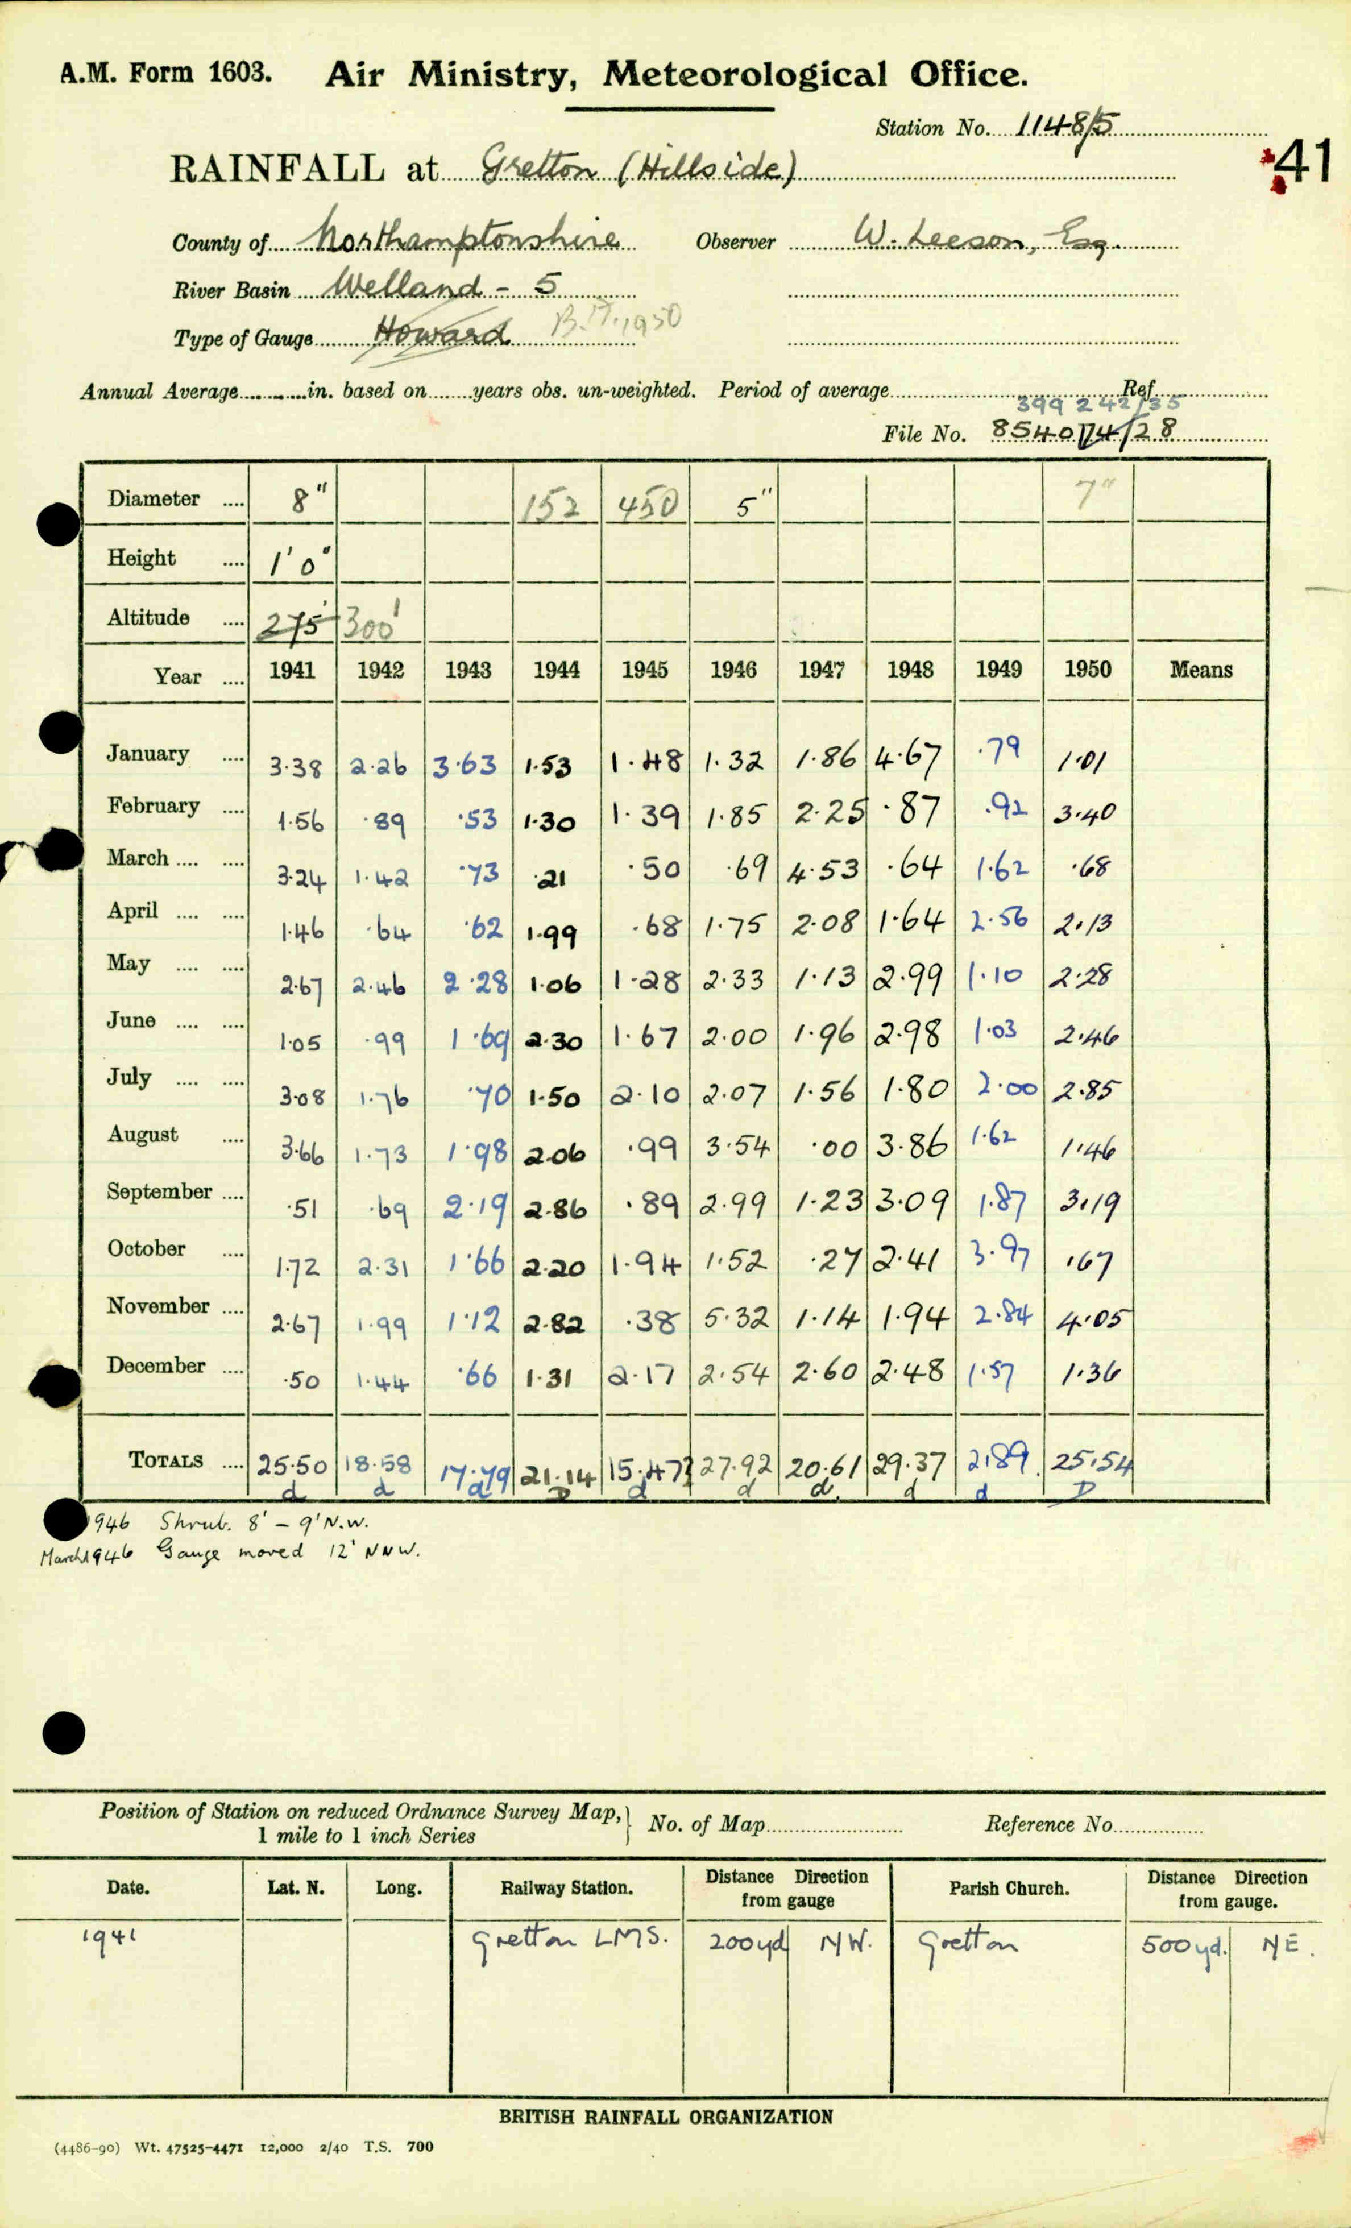 A.M. Form 1603. Air Ministry, Meteorological Office.
Station No. 1148/5
41
RAINFALL at Gretton (Hillside)
County of Northamptonshire Observer W. Leeson, Esq.
River Basin Welland - 5
Type of Gauge Howard 1950
Annual Average in. based on years obs. un-weighted. Period of average Ref.
399242/35
File No. 854074/28
Diameter 8" 152 450 5" 7"
Height 1'0"
Altitude 275' 300'
Year 1941 1942 1943 1944 1945 1946 1947 1948 1949 1950 Means
January 3.38 2.26 3.63 1.53 1.48 1.32 1.86 4.67 .79 1.01
February 1.56 .89 .53 1.30 1.39 1.85 2.25 .87 .92 3.40
March 3.24 1.42 .73 .21 .50 .69 4.53 .64 1.62 .68
April 1.46 .64 .62 1.99 .68 1.75 2.08 1.64 2.56 2.13
May 2.67 2.46 2.28 1.06 1.28 2.33 1.13 2.99 1.10 2.28
June 1.05 .99 1.69 2.30 1.67 2.00 1.96 2.98 1.03 2.46
July 3.08 1.76 .70 1.50 2.10 2.07 1.56 1.80 2.00 2.85
August 3.66 1.73 1.98 2.06 .99 3.54 .00 3.86 1.62 1.46
September .51 .69 2.19 2.86 .89 2.99 1.23 3.09 1.87 3.19
October 1.72 2.31 1.66 2.20 1.94 1.52 .27 2.41 3.97 .67
November 2.67 1.99 1.12 2.82 .38 5.32 1.14 1.94 2.84 4.05
December .50 1.44 .66 1.31 2.17 2.54 2.60 2.48 1.57 1.36
TOTALS 25.50 18.58 17.79 21.14 15.47? 27.92 20.61 29.37 21.89 25.54
d d d D d d d. d d D
946 Shrub. 8' - 9' N.W.
March 1946 Gauge moved 12' NNW.
Position of Station on reduced Ordnance Survey Map, 1 mile to 1 inch Series No. of Map Reference No.
Date. Lat. N. Long. Railway Station. Distance Direction from gauge Parish Church. Distance Direction from gauge.
1941 Gretton LMS. 200yd NW. Gretton 500yd. NE.
BRITISH RAINFALL ORGANIZATION
(4486-90) Wt. 47525-4471 12,000 2/40 T.S. 700